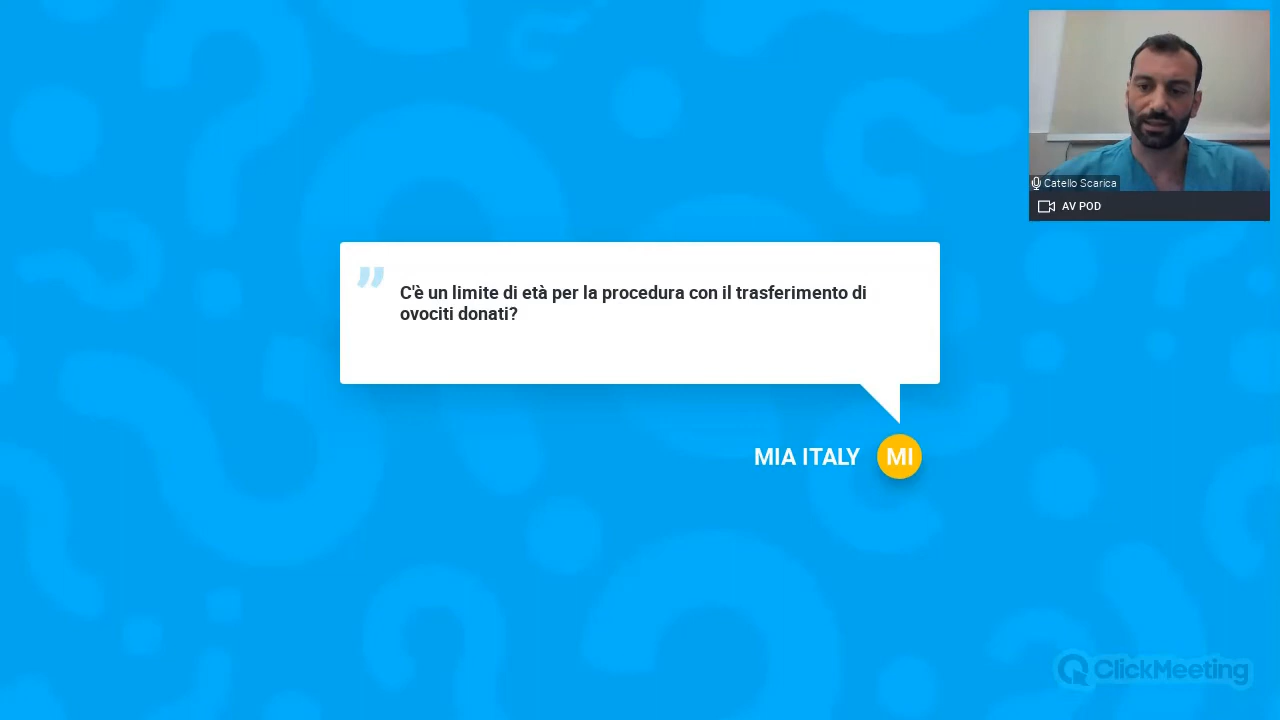 Catello Scarica
AV POD
”
C'è un limite di età per la procedura con il trasferimento di
ovociti donati?
MIA ITALY
MI
ClickMeeting